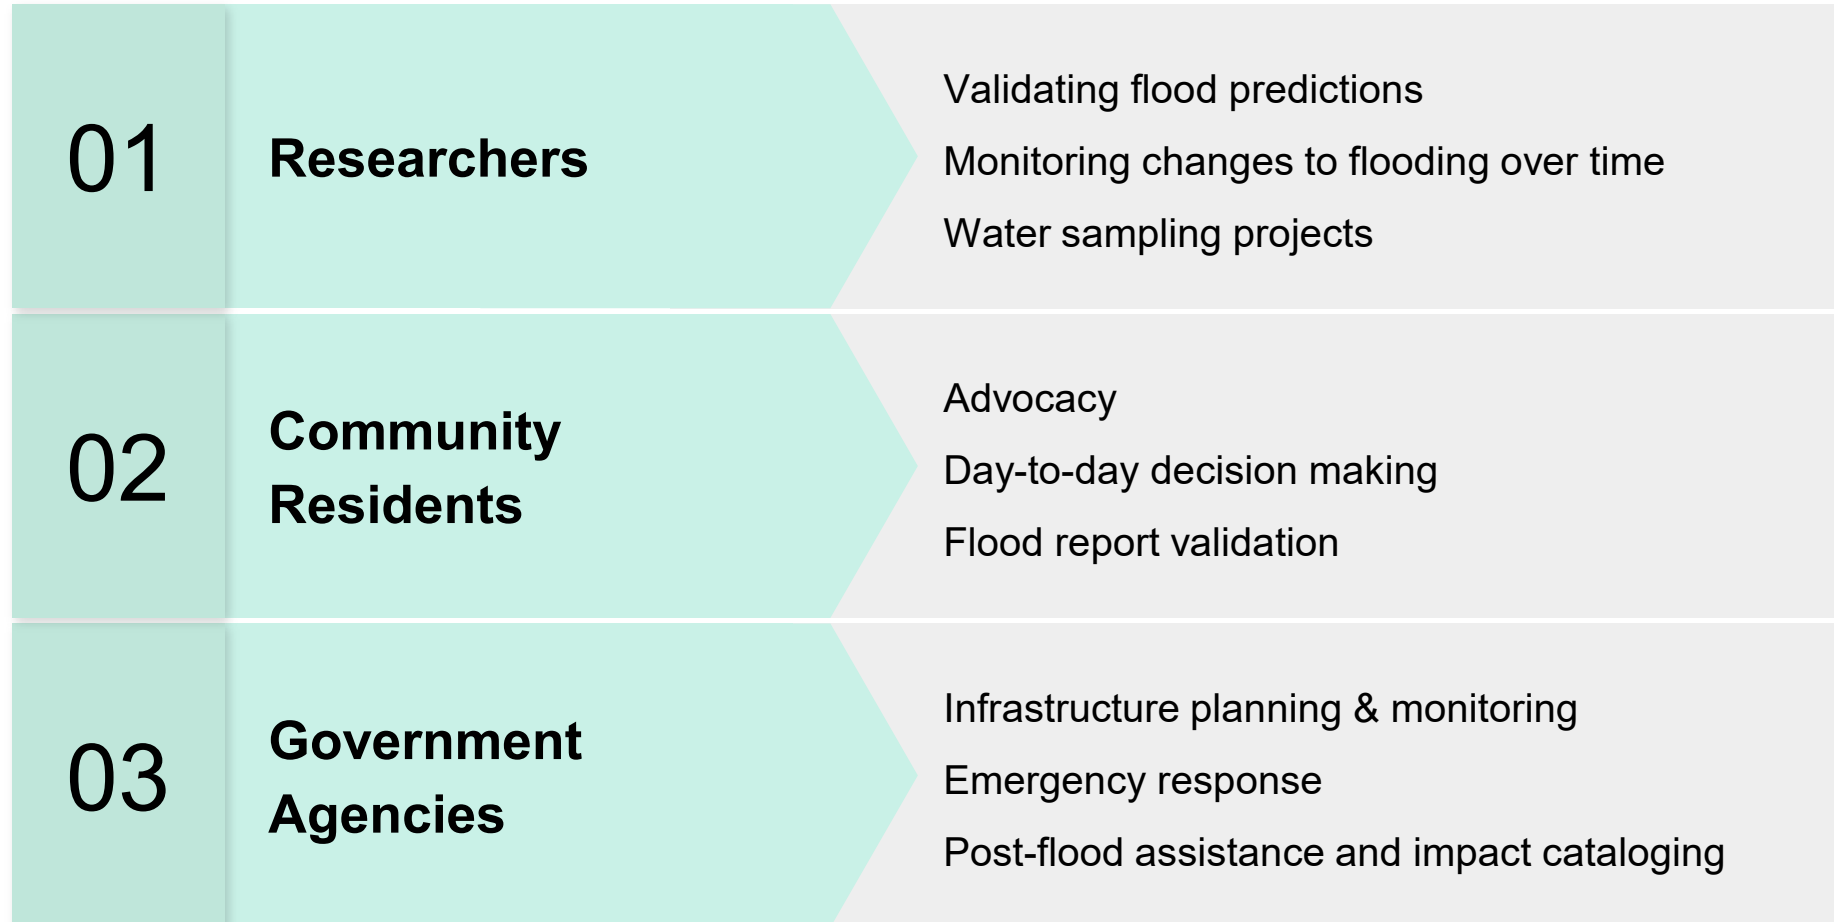 01
Researchers
Validating flood predictions
Monitoring changes to flooding over time
Water sampling projects
02
Community
Residents
Advocacy
Day-to-day decision making
Flood report validation
03
Government
Agencies
Infrastructure planning & monitoring
Emergency response
Post-flood assistance and impact cataloging